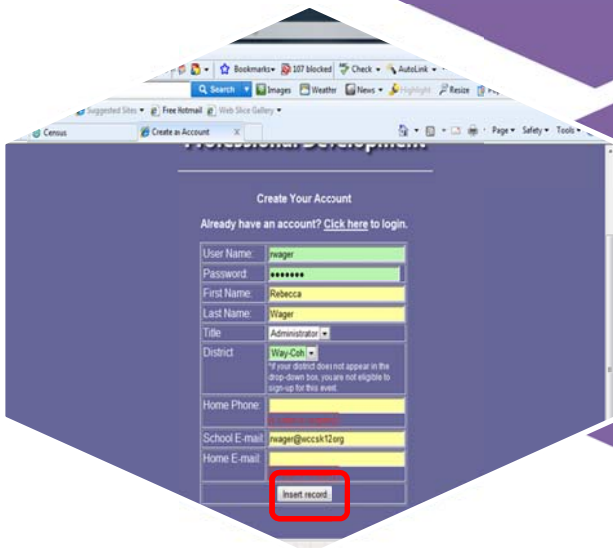 Bookmarks▾ 107 blocked Check ▾ AutoLink ▾
Search Images Weather News ▾ Highlight Resize
Suggested Sites ▾ Free Hotmail Web Slice Gallery ▾
Census Create an Account X Page ▾ Safety ▾ Tools ▾
Professional Development
Create Your Account
Already have an account? Click here to login.
User Name: rwager
Password: •••••••
First Name: Rebecca
Last Name: Wager
Title Administrator
District Way-Coh
*If your district does not appear in the
drop-down box, you are not eligible to
sign-up for this event.
Home Phone:
School E-mail: rwager@wccsk12org
Home E-mail:
Insert record